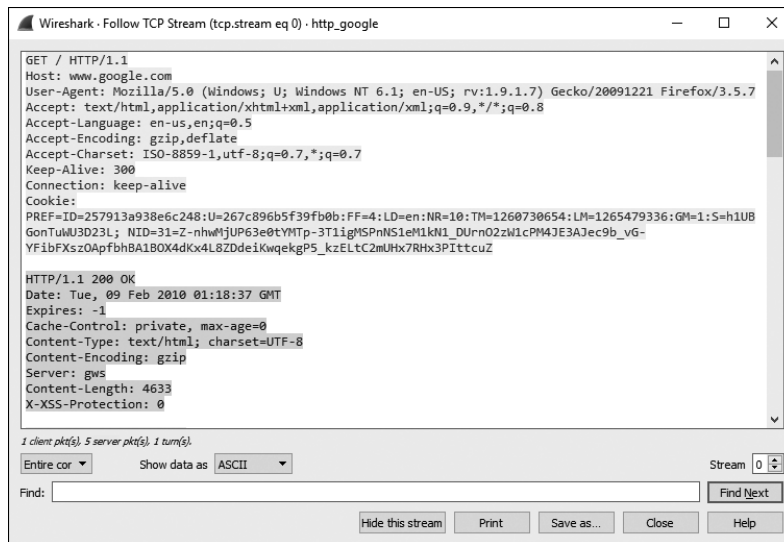 Wireshark · Follow TCP Stream (tcp.stream eq 0) · http_google
GET / HTTP/1.1
Host: www.google.com
User-Agent: Mozilla/5.0 (Windows; U; Windows NT 6.1; en-US; rv:1.9.1.7) Gecko/20091221 Firefox/3.5.7
Accept: text/html,application/xhtml+xml,application/xml;q=0.9,*/*;q=0.8
Accept-Language: en-us,en;q=0.5
Accept-Encoding: gzip,deflate
Accept-Charset: ISO-8859-1,utf-8;q=0.7,*;q=0.7
Keep-Alive: 300
Connection: keep-alive
Cookie:
PREF=ID=257913a938e6c248:U=267c896b5f39fb0b:FF=4:LD=en:NR=10:TM=1260730654:LM=1265479336:GM=1:S=h1UB
GonTuWU3D23L; NID=31=Z-nhwMjUP63e0tYMTp-3T1igMSPnNS1eM1kN1_DUrnO2zW1cPM4JE3AJec9b_vG-
YFibFXszOApfbhBA1BOX4dKx4L8ZDdeiKwqekgP5_kzELtC2mUHx7RHx3PIttcuZ
HTTP/1.1 200 OK
Date: Tue, 09 Feb 2010 01:18:37 GMT
Expires: -1
Cache-Control: private, max-age=0
Content-Type: text/html; charset=UTF-8
Content-Encoding: gzip
Server: gws
Content-Length: 4633
X-XSS-Protection: 0
1 client pkt(s), 5 server pkt(s), 1 turn(s).
Entire cor Show data as ASCII Stream 0
Find: Find Next
Hide this stream Print Save as... Close Help